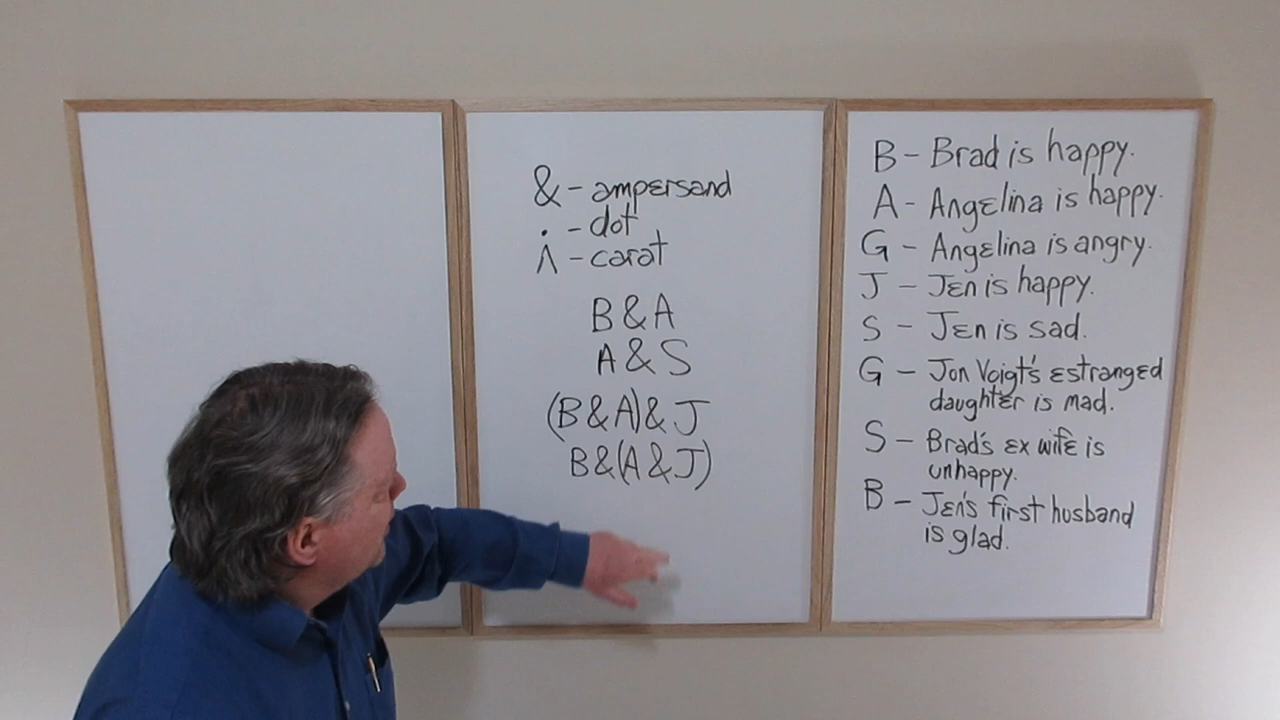 & - ampersand
. - dot
∧ - carat
B & A
A & S
(B & A) & J
B & (A & J)
B - Brad is happy.
A - Angelina is happy.
G - Angelina is angry.
J - Jen is happy.
S - Jen is sad.
G - Jon Voigt's estranged
daughter is mad.
S - Brad's ex wife is
unhappy.
B - Jen's first husband
is glad.